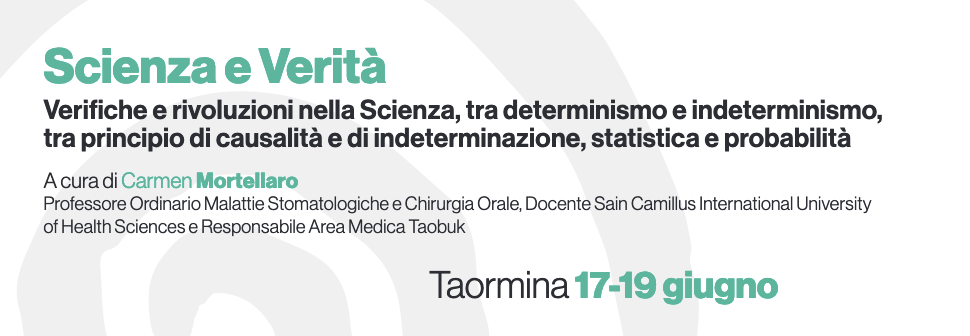 Scienza e Verità
Verifiche e rivoluzioni nella Scienza, tra determinismo e indeterminismo,
tra principio di causalità e di indeterminazione, statistica e probabilità
A cura di Carmen Mortellaro
Professore Ordinario Malattie Stomatologiche e Chirurgia Orale, Docente Sain Camillus International University
of Health Sciences e Responsabile Area Medica Taobuk
Taormina 17-19 giugno